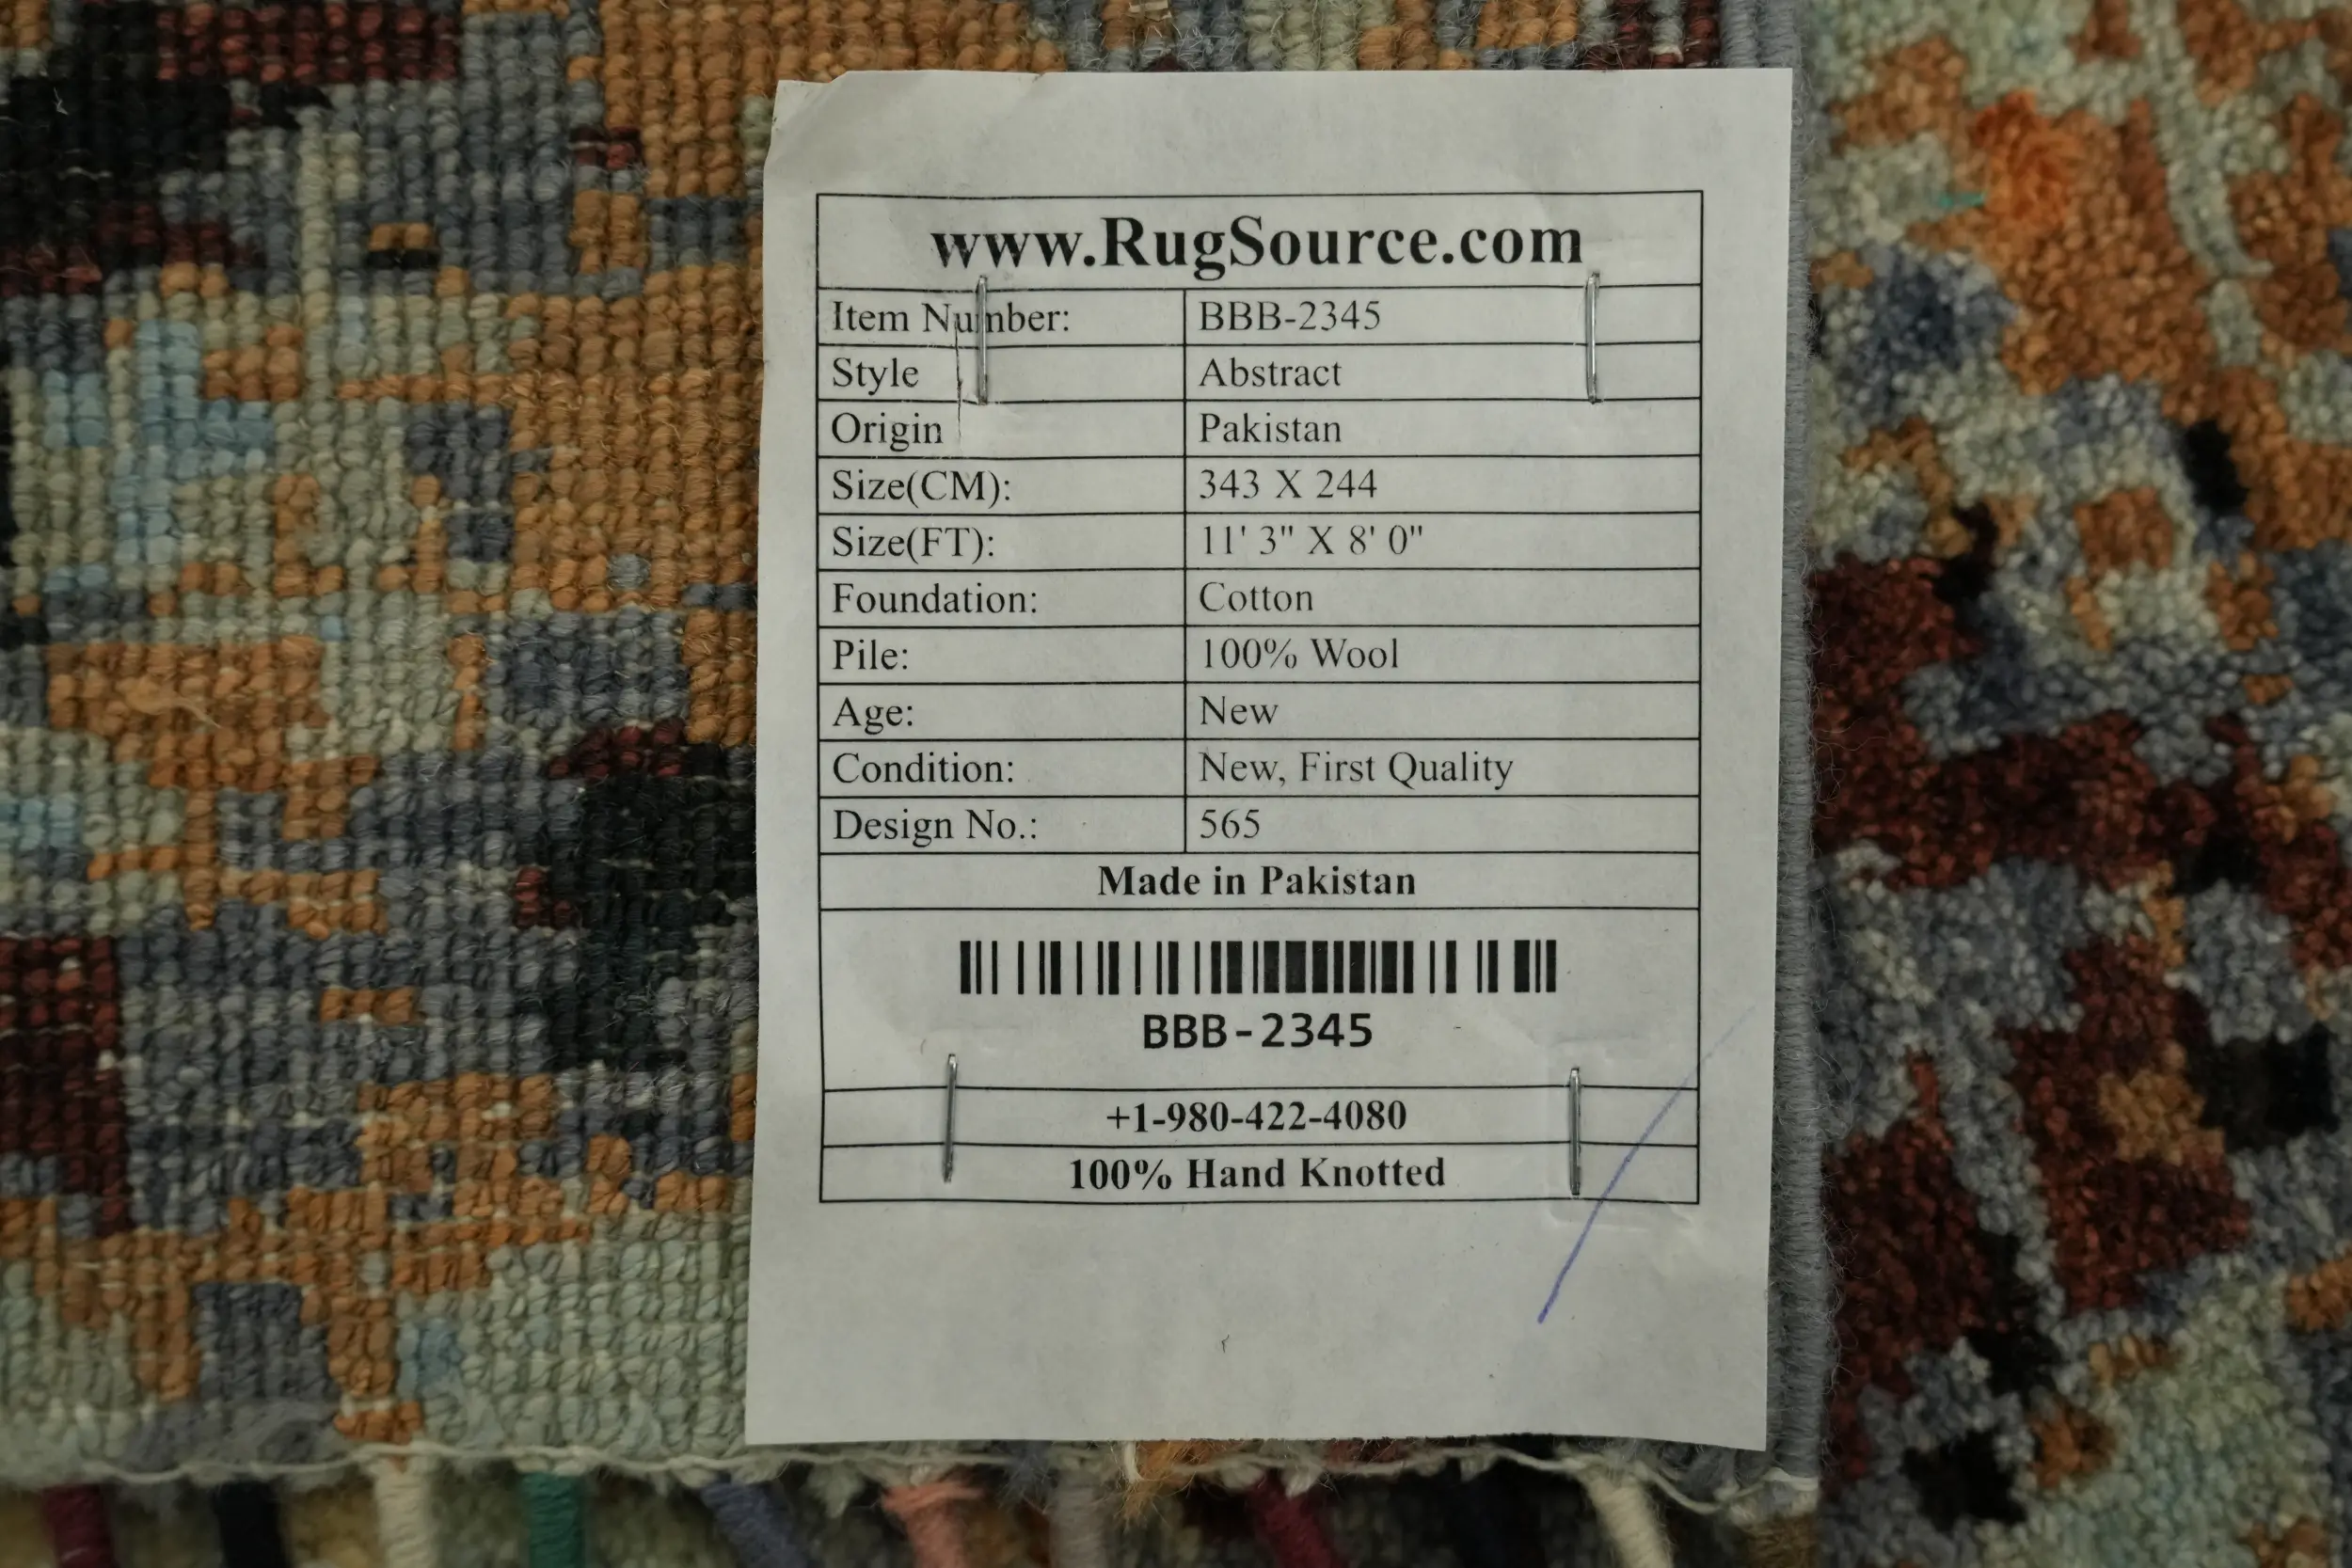 www.RugSource.com
Item Number: BBB-2345
Style Abstract
Origin Pakistan
Size(CM): 343 X 244
Size(FT): 11' 3" X 8' 0"
Foundation: Cotton
Pile: 100% Wool
Age: New
Condition: New, First Quality
Design No.: 565
Made in Pakistan
BBB-2345
+1-980-422-4080
100% Hand Knotted